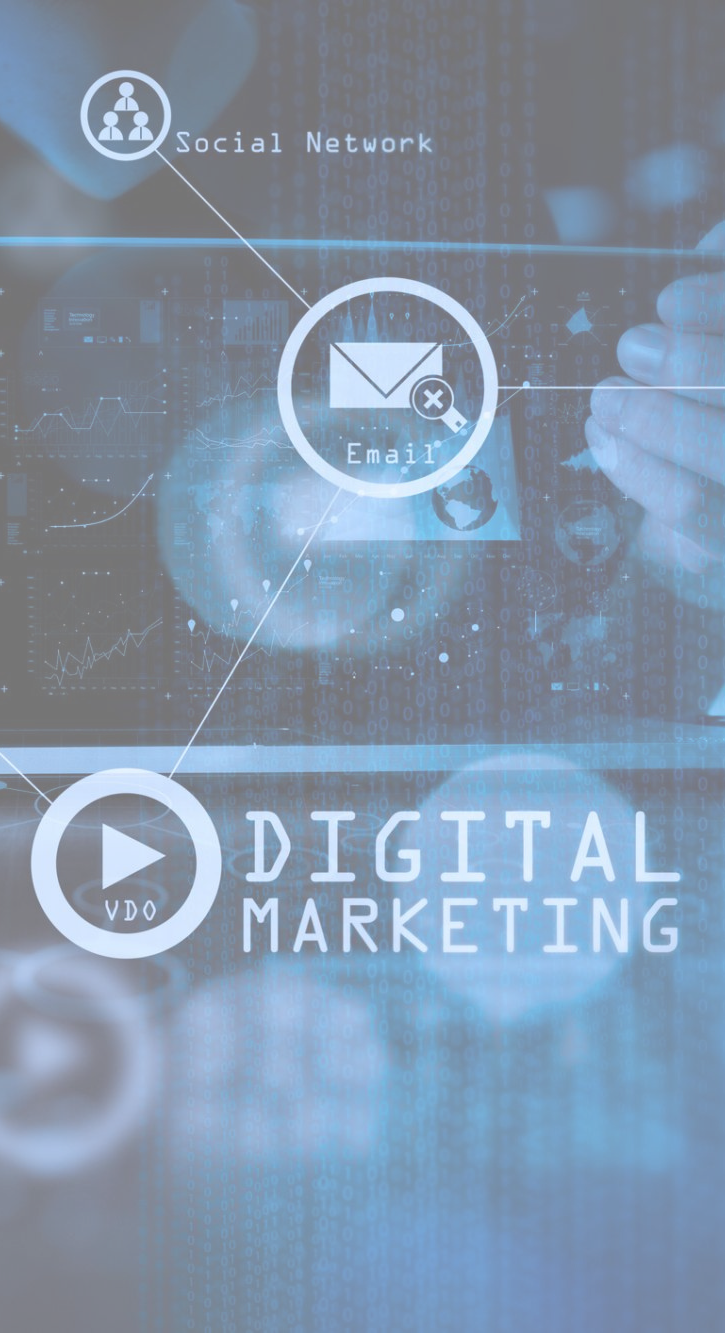 Social Network
Email
VDO
DIGITAL
MARKETING